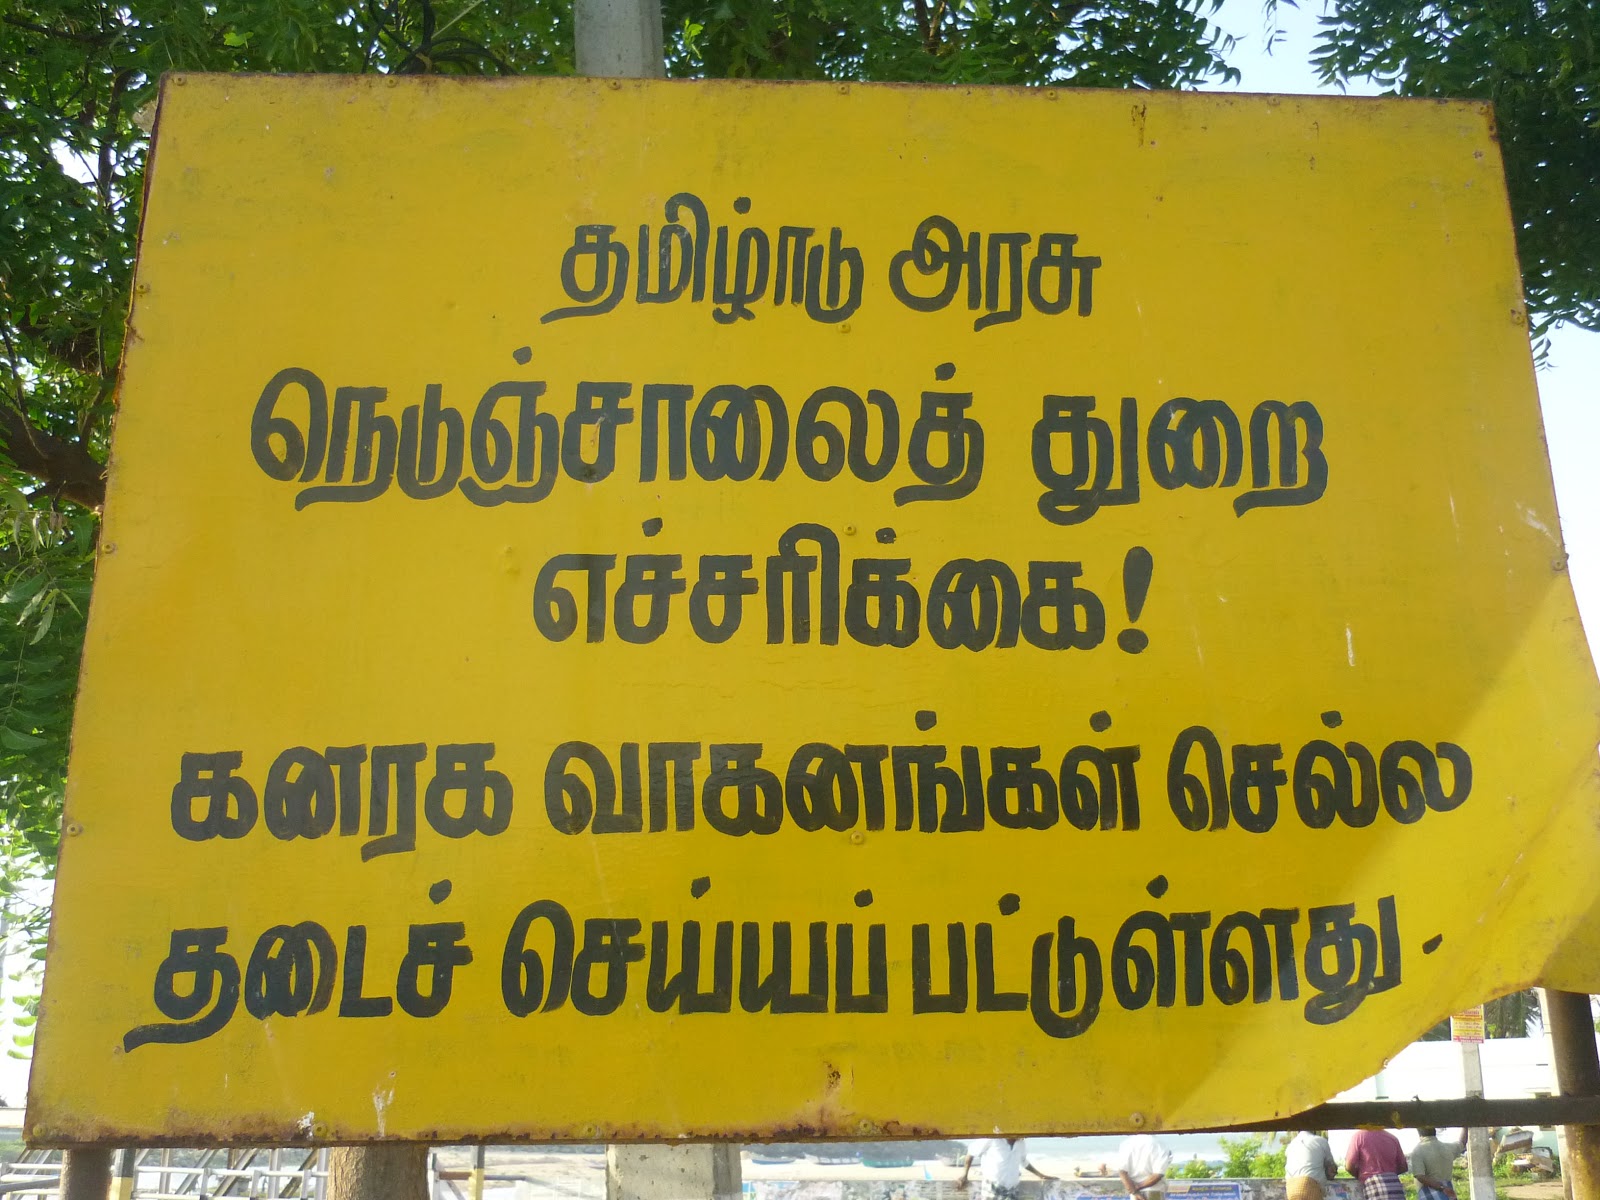 தமிழ்நாடு அரசு
நெடுஞ்சாலைத் துறை
எச்சரிக்கை!
கனரக வாகனங்கள் செல்ல
தடைச் செய்யப்பட்டுள்ளது.